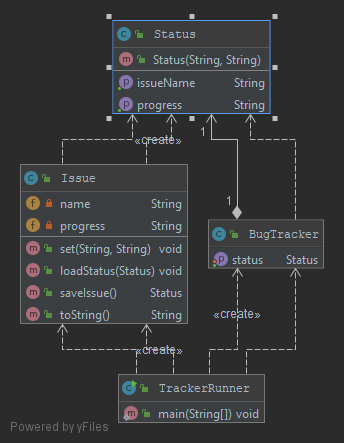 Status
Status(String, String)
issueName String
progress String
«create»
1
1
Issue
name String
progress String
set(String, String) void
loadStatus(Status) void
saveIssue() Status
toString() String
BugTracker
status Status
«create»
«create»
TrackerRunner
main(String[]) void
Powered by yFiles